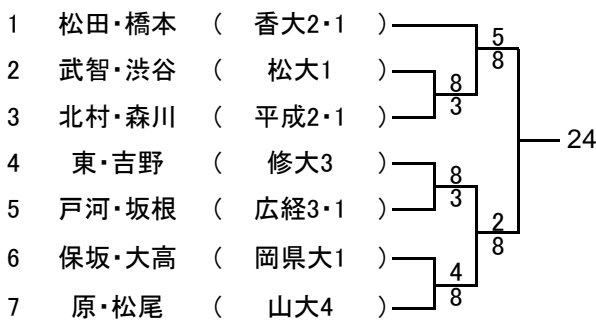 1 松田・橋本 ( 香大2・1 )
5
8
2 武智・渋谷 ( 松大1 )
8
3
3 北村・森川 ( 平成2・1 )
24
4 東・吉野 ( 修大3 )
8
3
5 戸河・坂根 ( 広経3・1 )
2
8
6 保坂・大高 ( 岡県大1 )
4
8
7 原・松尾 ( 山大4 )